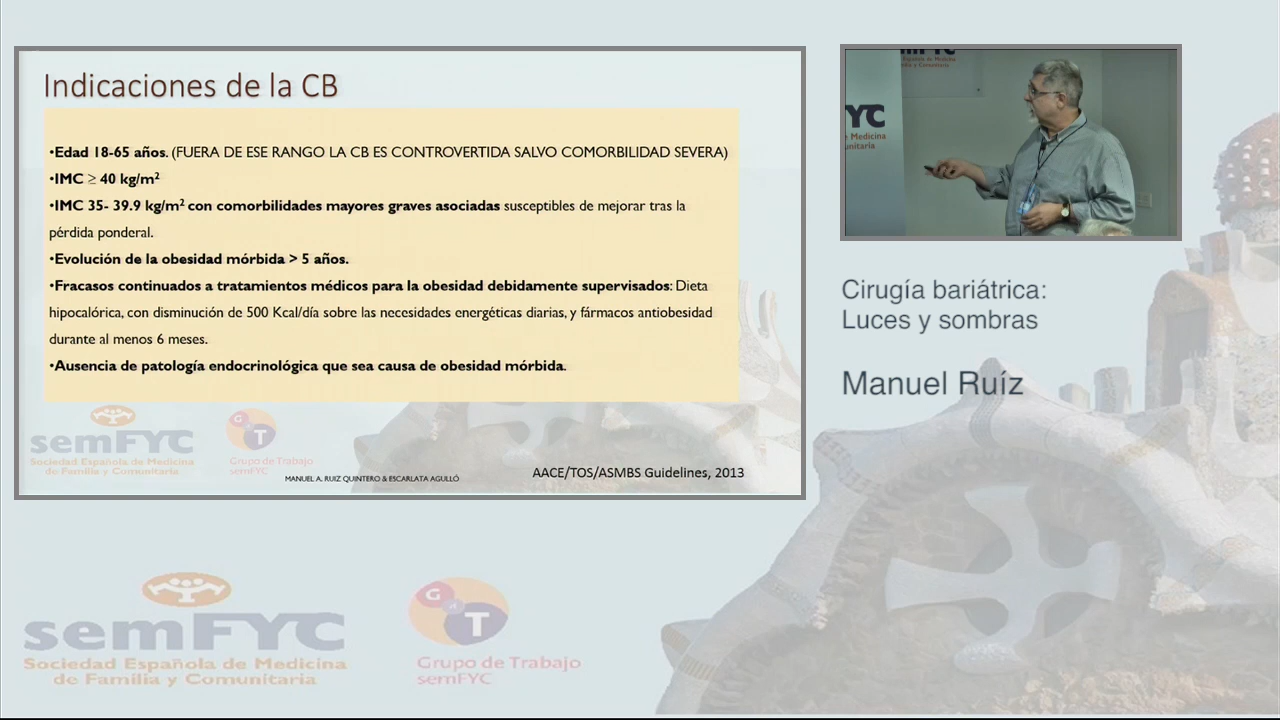 Indicaciones de la CB
•Edad 18-65 años. (FUERA DE ESE RANGO LA CB ES CONTROVERTIDA SALVO COMORBILIDAD SEVERA)
•IMC ≥ 40 kg/m²
•IMC 35- 39.9 kg/m² con comorbilidades mayores graves asociadas susceptibles de mejorar tras la
pérdida ponderal.
•Evolución de la obesidad mórbida > 5 años.
•Fracasos continuados a tratamientos médicos para la obesidad debidamente supervisados: Dieta
hipocalórica, con disminución de 500 Kcal/día sobre las necesidades energéticas diarias, y fármacos antiobesidad
durante al menos 6 meses.
•Ausencia de patología endocrinológica que sea causa de obesidad mórbida.
semFYC
Sociedad Española de Medicina
de Familia y Comunitaria
G T
Grupo de Trabajo
semFYC
MANUEL A. RUIZ QUINTERO & ESCARLATA AGULLÓ
AACE/TOS/ASMBS Guidelines, 2013
YC
Medicina
Cirugía bariátrica:
Luces y sombras
Manuel Ruíz
semFYC
Sociedad Española de Medicina
de Familia y Comunitaria
G T
Grupo de Trabajo
semFYC